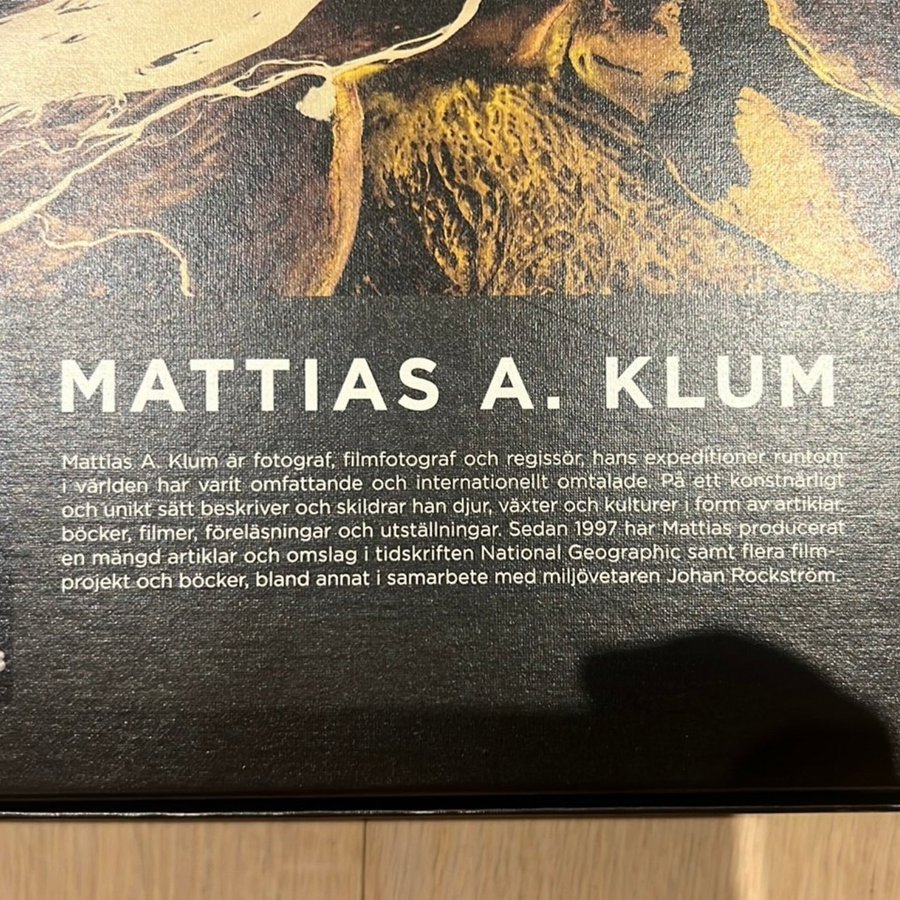 MATTIAS A. KLUM
Mattias A. Klum är fotograf, filmfotograf och regissör, hans expeditioner runtom
i världen har varit omfattande och internationellt omtalade. På ett konstnärligt
och unikt sätt beskriver och skildrar han djur, växter och kulturer i form av artiklar,
böcker, filmer, föreläsningar och utställningar. Sedan 1997 har Mattias producerat
en mängd artiklar och omslag i tidskriften National Geographic samt flera film-
projekt och böcker, bland annat i samarbete med miljövetaren Johan Rockström.